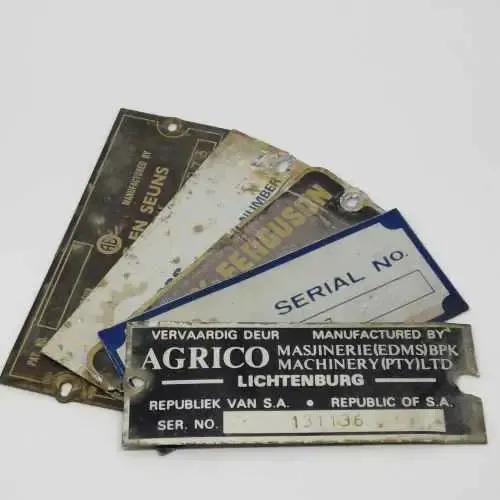 MANUFACTURED BY
EN SEUNS
NUMBER
FERGUSON
SERIAL No.
VERVAARDIG DEUR MANUFACTURED BY
AGRICO MASJINERIE(EDMS)BPK
MACHINERY(PTY)LTD
LICHTENBURG
REPUBLIEK VAN S.A. • REPUBLIC OF S.A.
SER. NO. 131136